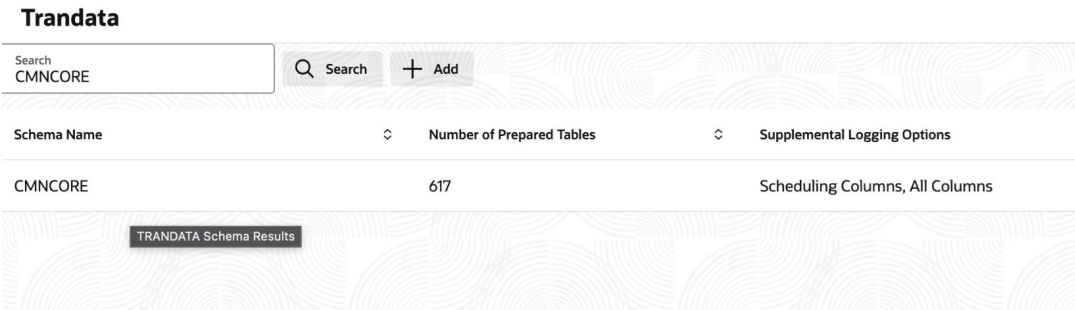 Trandata
Search
CMNCORE
Search
Add
Schema Name
Number of Prepared Tables
Supplemental Logging Options
CMNCORE
617
Scheduling Columns, All Columns
TRANDATA Schema Results